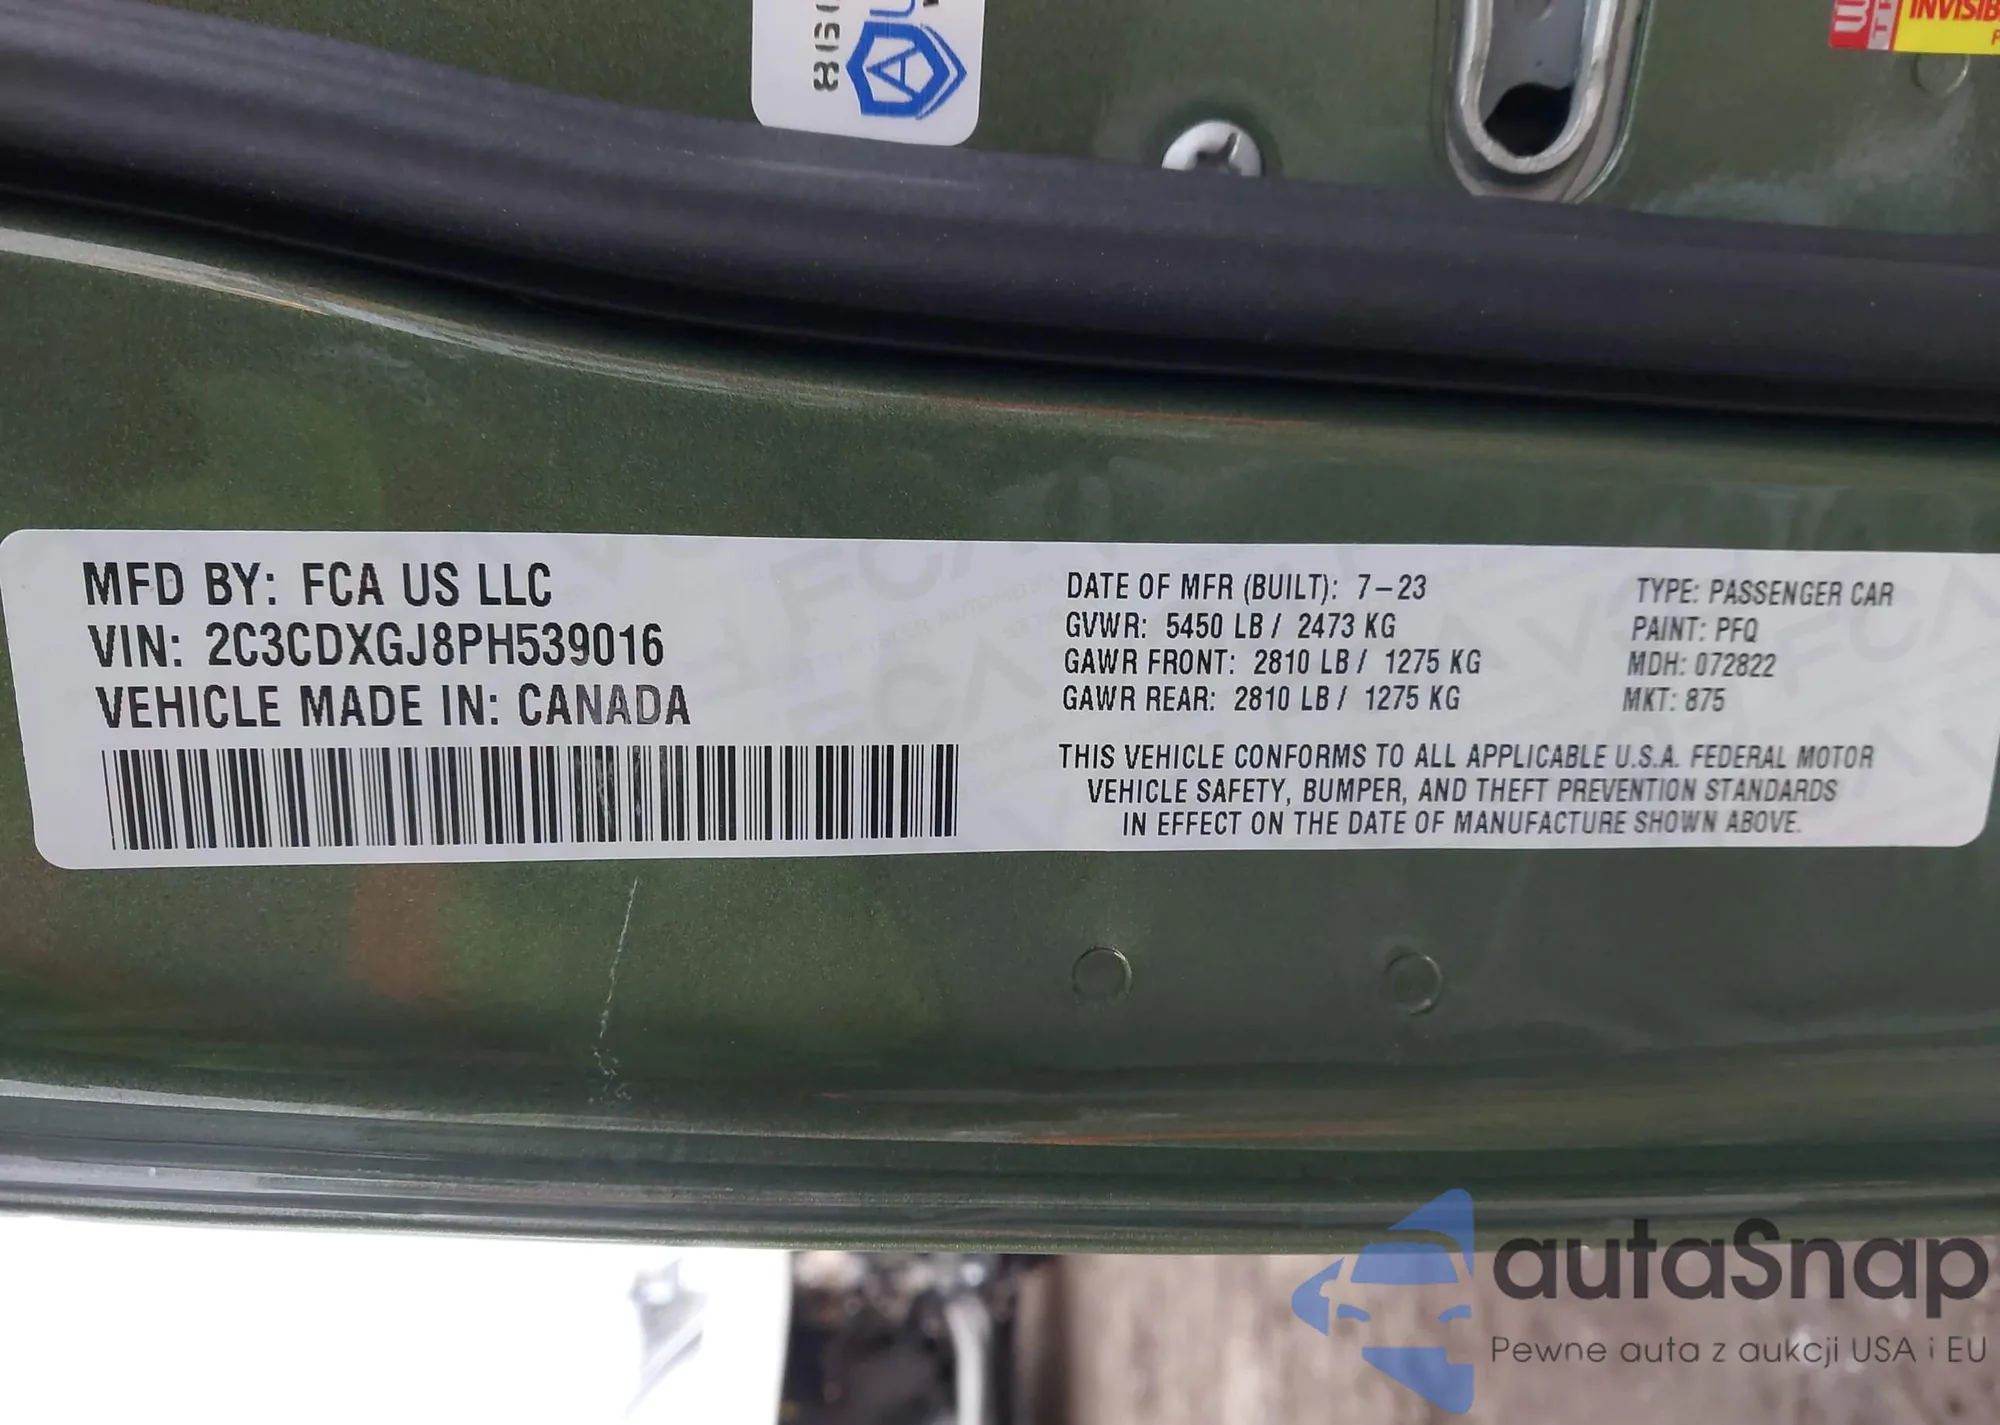 INVISIB
MFD BY: FCA US LLC
VIN: 2C3CDXGJ8PH539016
VEHICLE MADE IN: CANADA
DATE OF MFR (BUILT): 7-23
GVWR: 5450 LB / 2473 KG
GAWR FRONT: 2810 LB / 1275 KG
GAWR REAR: 2810 LB / 1275 KG
TYPE: PASSENGER CAR
PAINT: PFQ
MDH: 072822
MKT: 875
THIS VEHICLE CONFORMS TO ALL APPLICABLE U.S.A. FEDERAL MOTOR
VEHICLE SAFETY, BUMPER, AND THEFT PREVENTION STANDARDS
IN EFFECT ON THE DATE OF MANUFACTURE SHOWN ABOVE.
autaSnap
Pewne auta z aukcji USA i EU